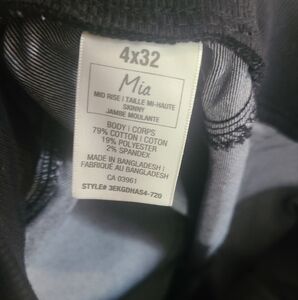 4x32
Mia
MID RISE | TAILLE MI-HAUTE
SKINNY
JAMBE MOULANTE
BODY | CORPS
79% COTTON | COTON
19% POLYESTER
2% SPANDEX
MADE IN BANGLADESH |
FABRIQUÉ AU BANGLADESH
CA 03961
STYLE# 3EKGDHAS4-720